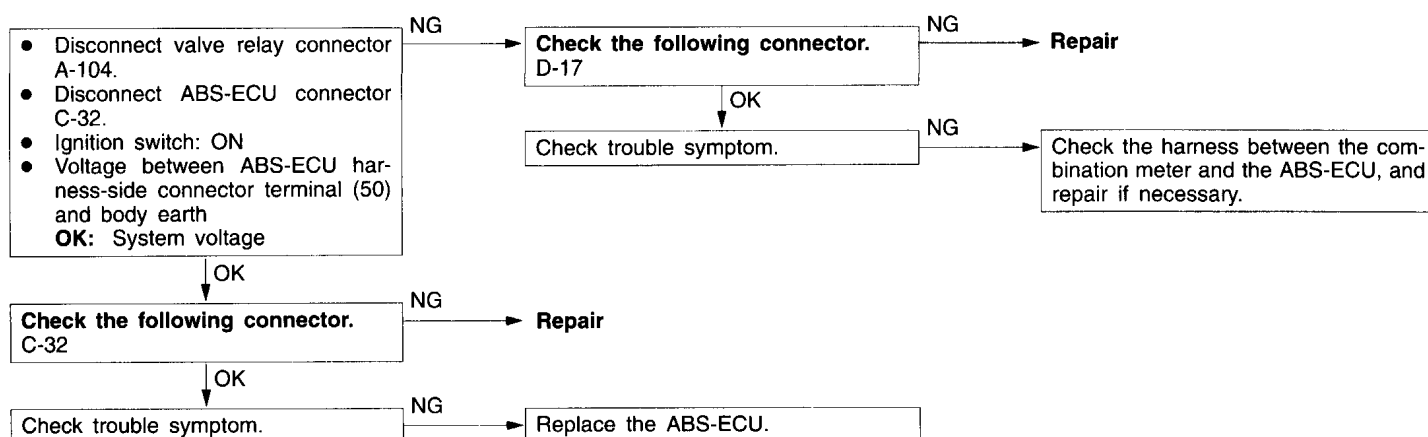 ● Disconnect valve relay connector
A-104.
● Disconnect ABS-ECU connector
C-32.
● Ignition switch: ON
● Voltage between ABS-ECU har-
ness-side connector terminal (50)
and body earth
OK: System voltage
NG
Check the following connector.
D-17
NG
Repair
OK
Check trouble symptom.
NG
Check the harness between the com-
bination meter and the ABS-ECU, and
repair if necessary.
OK
Check the following connector.
C-32
NG
Repair
OK
Check trouble symptom.
NG
Replace the ABS-ECU.